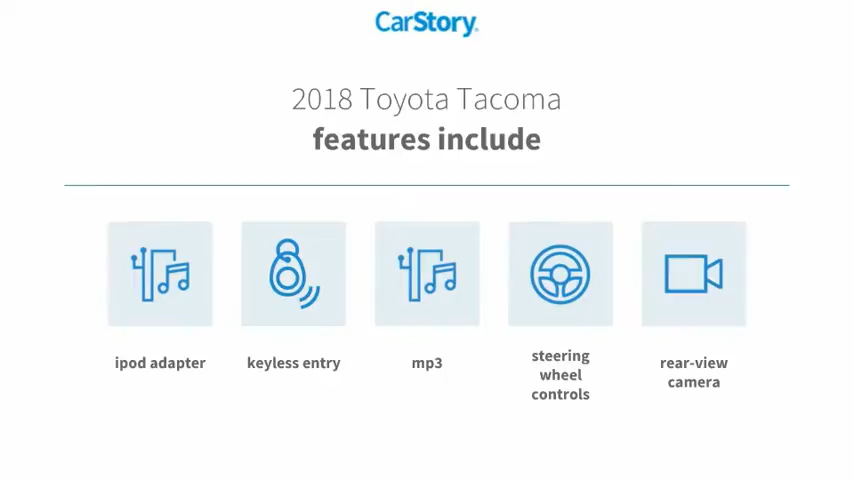 CarStory
2018 Toyota Tacoma
features include
ipod adapter
keyless entry
mp3
steering
wheel
controls
rear-view
camera